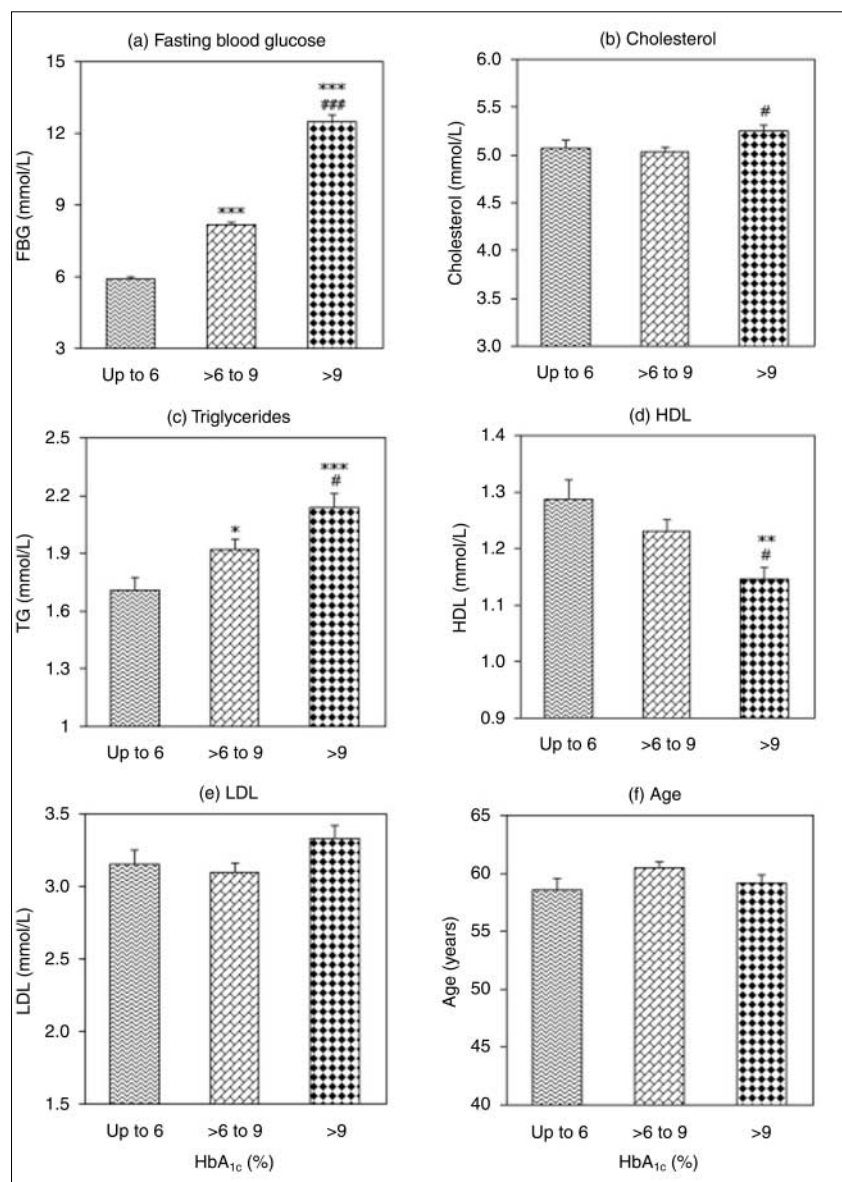 (a) Fasting blood glucose
15
12
9
6
3
FBG (mmol/L)
***
***
###
Up to 6 >6 to 9 >9
(b) Cholesterol
6.0
5.5
5.0
4.5
4.0
3.5
3.0
Cholesterol (mmol/L)
#
Up to 6 >6 to 9 >9
(c) Triglycerides
2.5
2.2
1.9
1.6
1.3
1
TG (mmol/L)
*
***
#
Up to 6 >6 to 9 >9
(d) HDL
1.4
1.3
1.2
1.1
1.0
0.9
HDL (mmol/L)
**
#
Up to 6 >6 to 9 >9
(e) LDL
3.5
3.0
2.5
2.0
1.5
LDL (mmol/L)
Up to 6 >6 to 9 >9
HbA1c (%)
(f) Age
65
60
55
50
45
40
Age (years)
Up to 6 >6 to 9 >9
HbA1c (%)